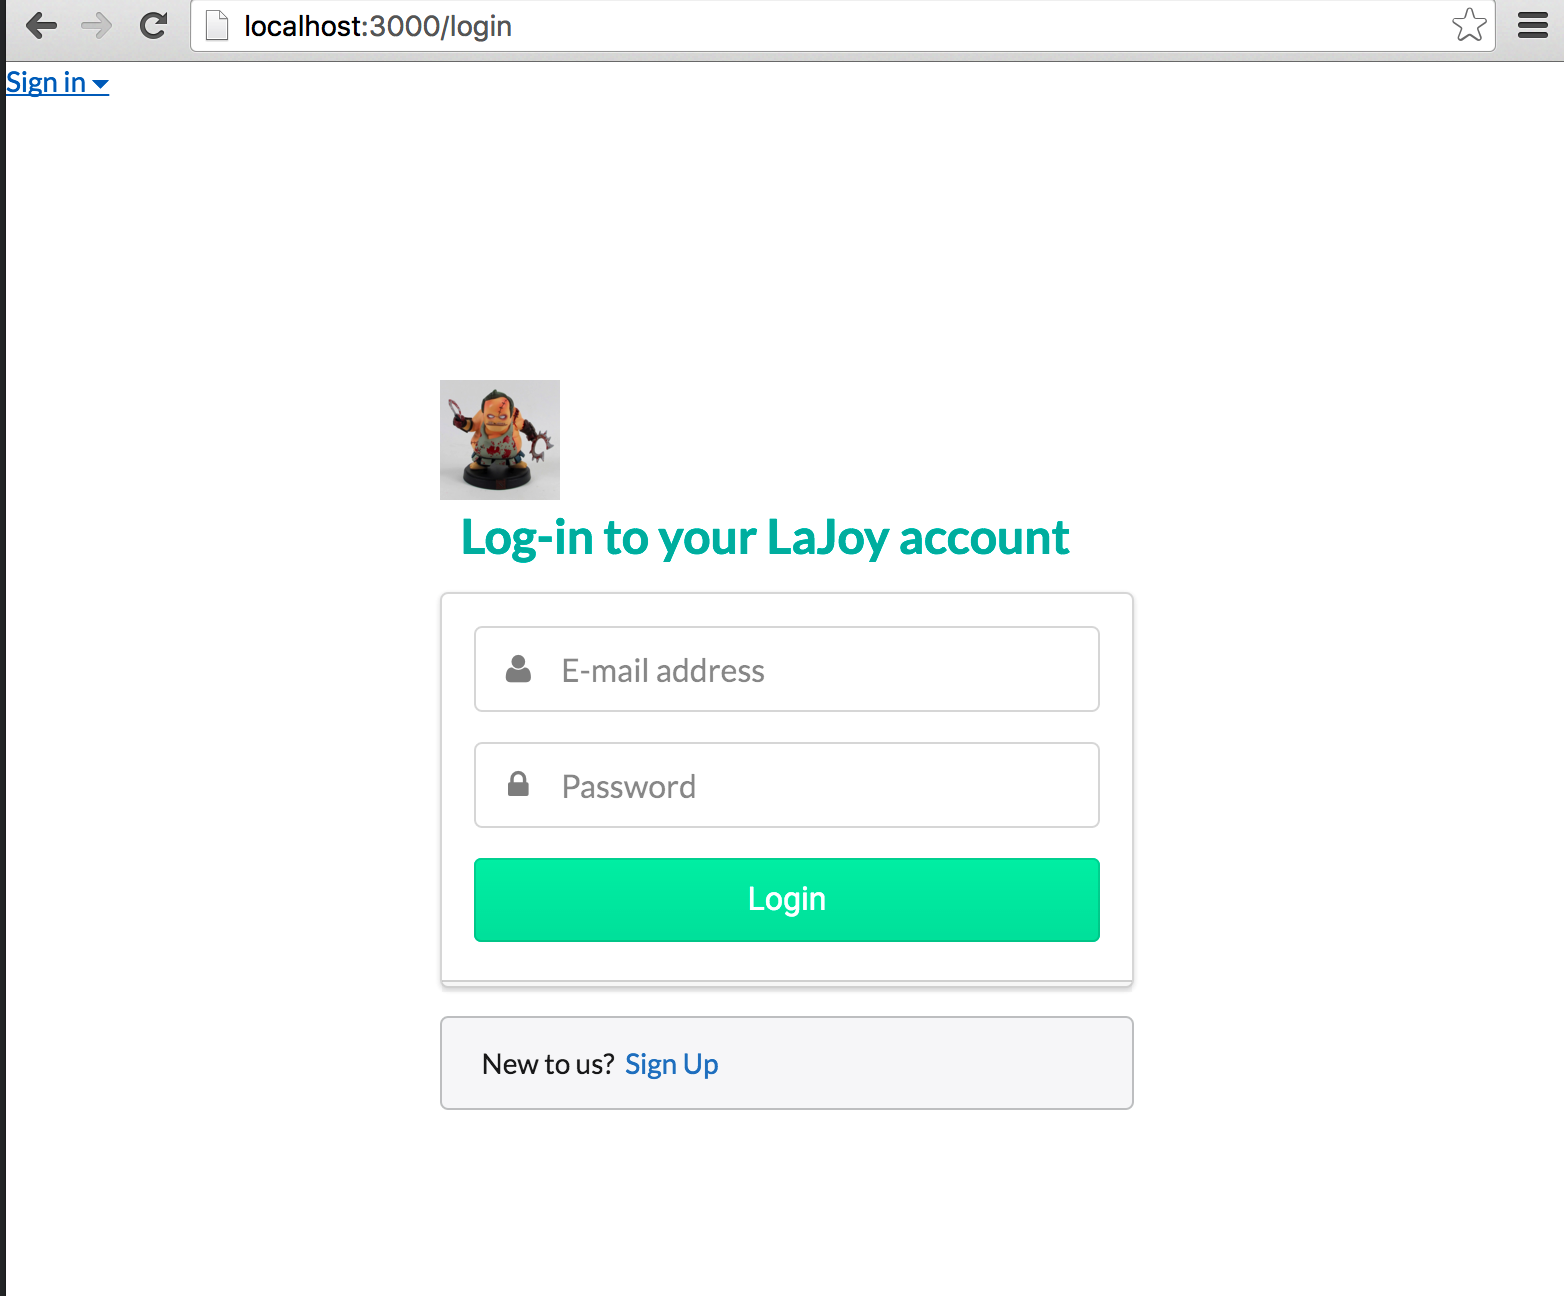 localhost:3000/login
Sign in
Log-in to your LaJoy account
E-mail address
Password
Login
New to us? Sign Up